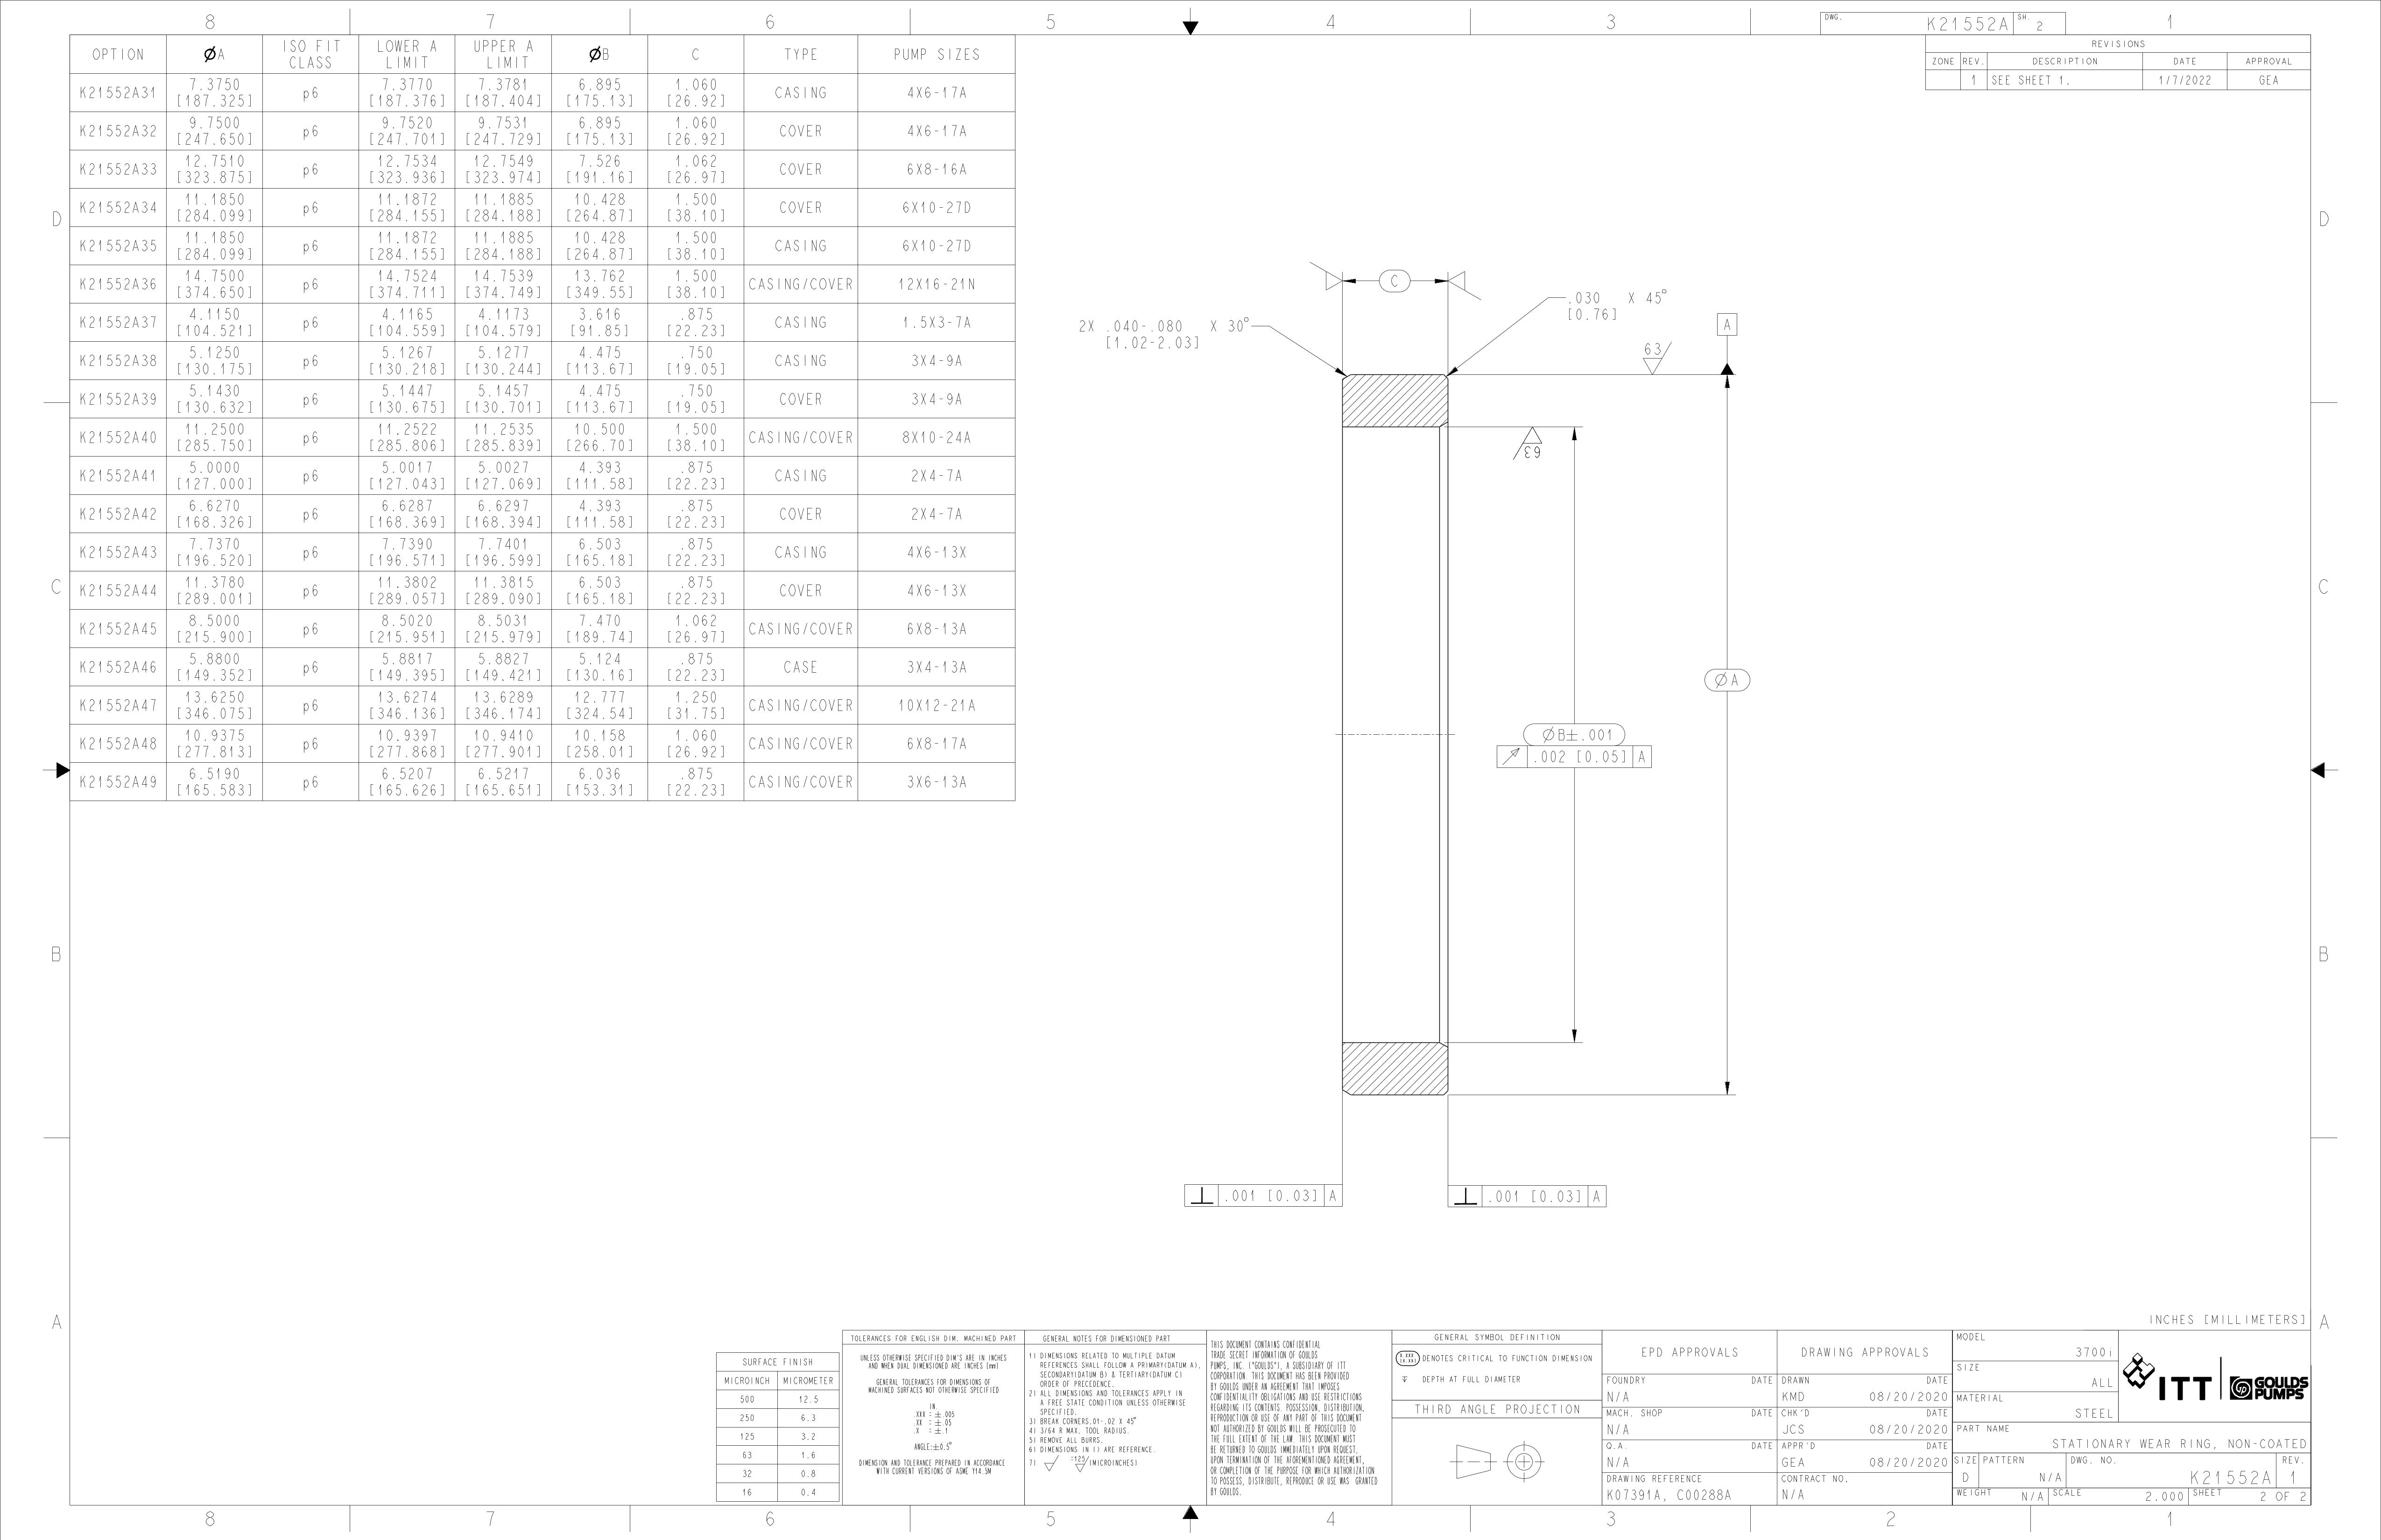 8 7 6 5 4 3 1
DWG. K21552A SH. 2
REVISIONS
ZONE REV. DESCRIPTION DATE APPROVAL
1 SEE SHEET 1. 1/7/2022 GEA
OPTION ØA ISO FIT CLASS LOWER A LIMIT UPPER A LIMIT ØB C TYPE PUMP SIZES
K21552A31 7.3750 [187.325] p6 7.3770 [187.376] 7.3781 [187.404] 6.895 [175.13] 1.060 [26.92] CASING 4X6-17A
K21552A32 9.7500 [247.650] p6 9.7520 [247.701] 9.7531 [247.729] 6.895 [175.13] 1.060 [26.92] COVER 4X6-17A
K21552A33 12.7510 [323.875] p6 12.7534 [323.936] 12.7549 [323.974] 7.526 [191.16] 1.062 [26.97] COVER 6X8-16A
K21552A34 11.1850 [284.099] p6 11.1872 [284.155] 11.1885 [284.188] 10.428 [264.87] 1.500 [38.10] COVER 6X10-27D
K21552A35 11.1850 [284.099] p6 11.1872 [284.155] 11.1885 [284.188] 10.428 [264.87] 1.500 [38.10] CASING 6X10-27D
K21552A36 14.7500 [374.650] p6 14.7524 [374.711] 14.7539 [374.749] 13.762 [349.55] 1.500 [38.10] CASING/COVER 12X16-21N
K21552A37 4.1150 [104.521] p6 4.1165 [104.559] 4.1173 [104.579] 3.616 [91.85] .875 [22.23] CASING 1.5X3-7A
K21552A38 5.1250 [130.175] p6 5.1267 [130.218] 5.1277 [130.244] 4.475 [113.67] .750 [19.05] CASING 3X4-9A
K21552A39 5.1430 [130.632] p6 5.1447 [130.675] 5.1457 [130.701] 4.475 [113.67] .750 [19.05] COVER 3X4-9A
K21552A40 11.2500 [285.750] p6 11.2522 [285.806] 11.2535 [285.839] 10.500 [266.70] 1.500 [38.10] CASING/COVER 8X10-24A
K21552A41 5.0000 [127.000] p6 5.0017 [127.043] 5.0027 [127.069] 4.393 [111.58] .875 [22.23] CASING 2X4-7A
K21552A42 6.6270 [168.326] p6 6.6287 [168.369] 6.6297 [168.394] 4.393 [111.58] .875 [22.23] COVER 2X4-7A
K21552A43 7.7370 [196.520] p6 7.7390 [196.571] 7.7401 [196.599] 6.503 [165.18] .875 [22.23] CASING 4X6-13X
K21552A44 11.3780 [289.001] p6 11.3802 [289.057] 11.3815 [289.090] 6.503 [165.18] .875 [22.23] COVER 4X6-13X
K21552A45 8.5000 [215.900] p6 8.5020 [215.951] 8.5031 [215.979] 7.470 [189.74] 1.062 [26.97] CASING/COVER 6X8-13A
K21552A46 5.8800 [149.352] p6 5.8817 [149.395] 5.8827 [149.421] 5.124 [130.16] .875 [22.23] CASE 3X4-13A
K21552A47 13.6250 [346.075] p6 13.6274 [346.136] 13.6289 [346.174] 12.777 [324.54] 1.250 [31.75] CASING/COVER 10X12-21A
K21552A48 10.9375 [277.813] p6 10.9397 [277.868] 10.9410 [277.901] 10.158 [258.01] 1.060 [26.92] CASING/COVER 6X8-17A
K21552A49 6.5190 [165.583] p6 6.5207 [165.626] 6.5217 [165.651] 6.036 [153.31] .875 [22.23] CASING/COVER 3X6-13A
D D
C C
B B
A A
C
2X .040-.080 X 30°
[1.02-2.03]
.030 X 45°
[0.76]
A
63
63
ØA
ØB±.001
.002 [0.05] A
.001 [0.03] A
.001 [0.03] A
INCHES [MILLIMETERS]
SURFACE FINISH
MICROINCH MICROMETER
500 12.5
250 6.3
125 3.2
63 1.6
32 0.8
16 0.4
TOLERANCES FOR ENGLISH DIM. MACHINED PART
UNLESS OTHERWISE SPECIFIED DIM'S ARE IN INCHES
AND WHEN DUAL DIMENSIONED ARE INCHES [mm]
GENERAL TOLERANCES FOR DIMENSIONS OF
MACHINED SURFACES NOT OTHERWISE SPECIFIED
IN.
.XXX = ± .005
.XX = ± .05
.X = ± .1
ANGLE:±0.5°
DIMENSION AND TOLERANCE PREPARED IN ACCORDANCE
WITH CURRENT VERSIONS OF ASME Y14.5M
GENERAL NOTES FOR DIMENSIONED PART
1) DIMENSIONS RELATED TO MULTIPLE DATUM
REFERENCES SHALL FOLLOW A PRIMARY(DATUM A),
SECONDARY(DATUM B) & TERTIARY(DATUM C)
ORDER OF PRECEDENCE.
2) ALL DIMENSIONS AND TOLERANCES APPLY IN
A FREE STATE CONDITION UNLESS OTHERWISE
SPECIFIED.
3) BREAK CORNERS.01-.02 X 45°
4) 3/64 R MAX, TOOL RADIUS.
5) REMOVE ALL BURRS.
6) DIMENSIONS IN () ARE REFERENCE.
7) =125 (MICROINCHES)
THIS DOCUMENT CONTAINS CONFIDENTIAL
TRADE SECRET INFORMATION OF GOULDS
PUMPS, INC. ("GOULDS"), A SUBSIDIARY OF ITT
CORPORATION. THIS DOCUMENT HAS BEEN PROVIDED
BY GOULDS UNDER AN AGREEMENT THAT IMPOSES
CONFIDENTIALITY OBLIGATIONS AND USE RESTRICTIONS
REGARDING ITS CONTENTS. POSSESSION, DISTRIBUTION,
REPRODUCTION OR USE OF ANY PART OF THIS DOCUMENT
NOT AUTHORIZED BY GOULDS WILL BE PROSECUTED TO
THE FULL EXTENT OF THE LAW. THIS DOCUMENT MUST
BE RETURNED TO GOULDS IMMEDIATELY UPON REQUEST,
UPON TERMINATION OF THE AFOREMENTIONED AGREEMENT,
OR COMPLETION OF THE PURPOSE FOR WHICH AUTHORIZATION
TO POSSESS, DISTRIBUTE, REPRODUCE OR USE WAS GRANTED
BY GOULDS.
GENERAL SYMBOL DEFINITION
X.XXX [X.XX] DENOTES CRITICAL TO FUNCTION DIMENSION
DEPTH AT FULL DIAMETER
THIRD ANGLE PROJECTION
EPD APPROVALS
FOUNDRY DATE
N/A
MACH. SHOP DATE
N/A
Q.A. DATE
N/A
DRAWING REFERENCE
K07391A, C00288A
DRAWING APPROVALS
DRAWN DATE
KMD 08/20/2020
CHK'D DATE
JCS 08/20/2020
APPR'D DATE
GEA 08/20/2020
CONTRACT NO.
N/A
MODEL
3700i
SIZE
ALL
MATERIAL
STEEL
ITT GOULDS PUMPS
PART NAME
STATIONARY WEAR RING, NON-COATED
SIZE PATTERN DWG. NO. REV.
D N/A K21552A 1
WEIGHT N/A SCALE 2.000 SHEET 2 OF 2
8 7 6 5 4 3 2 1